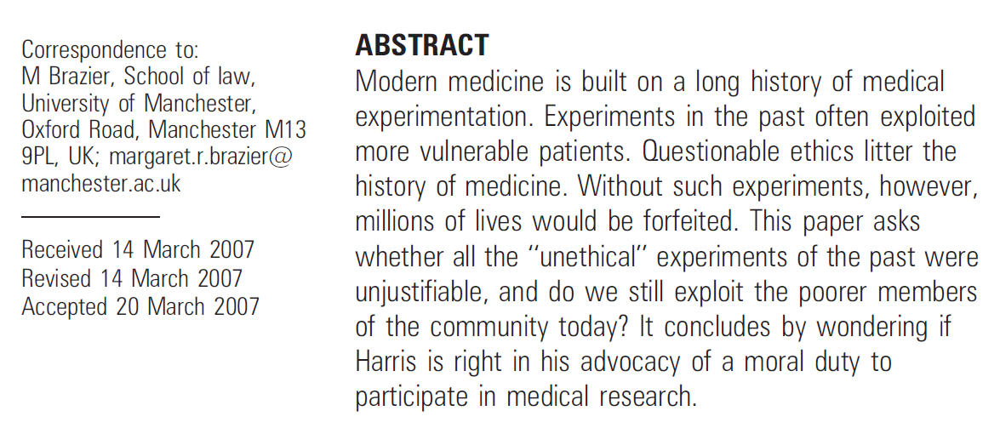 Correspondence to:
M Brazier, School of law,
University of Manchester,
Oxford Road, Manchester M13
9PL, UK; margaret.r.brazier@
manchester.ac.uk
Received 14 March 2007
Revised 14 March 2007
Accepted 20 March 2007
ABSTRACT
Modern medicine is built on a long history of medical
experimentation. Experiments in the past often exploited
more vulnerable patients. Questionable ethics litter the
history of medicine. Without such experiments, however,
millions of lives would be forfeited. This paper asks
whether all the ‘‘unethical’’ experiments of the past were
unjustifiable, and do we still exploit the poorer members
of the community today? It concludes by wondering if
Harris is right in his advocacy of a moral duty to
participate in medical research.